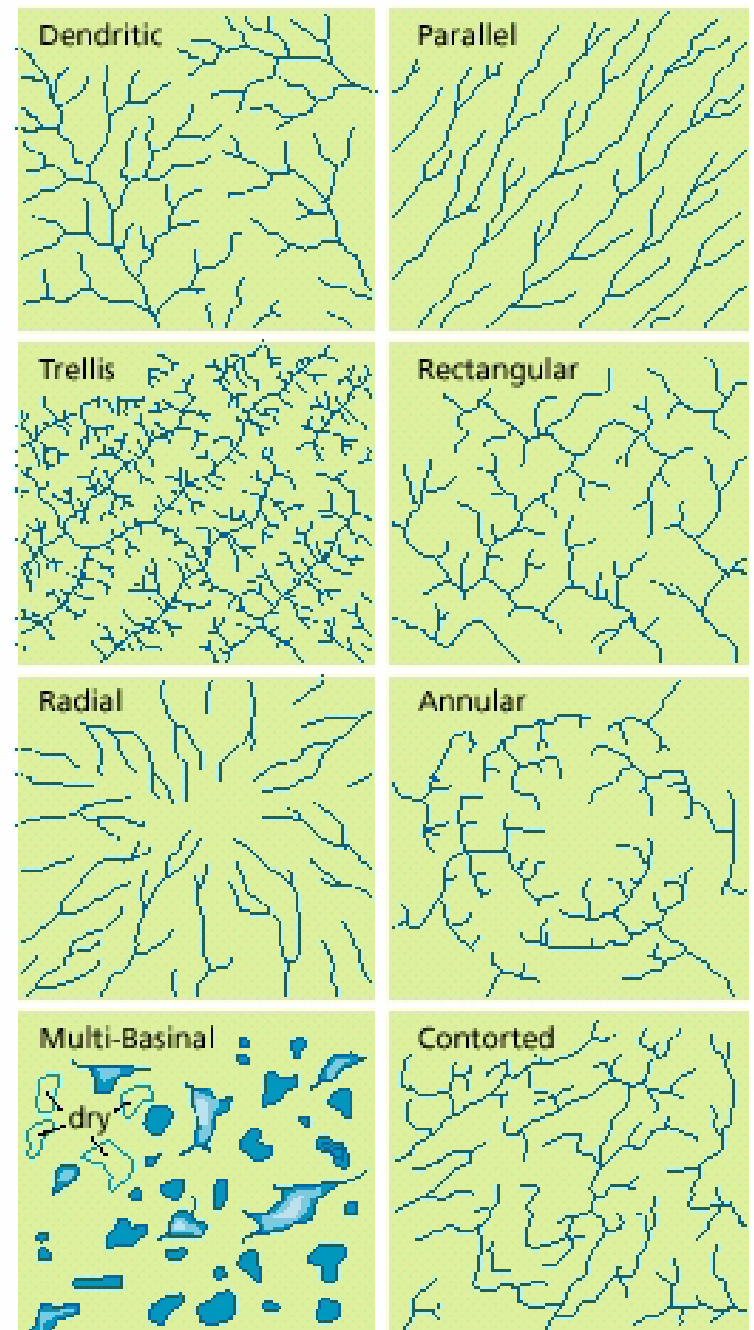 Dendritic
Parallel
Trellis
Rectangular
Radial
Annular
Multi-Basinal
dry
Contorted